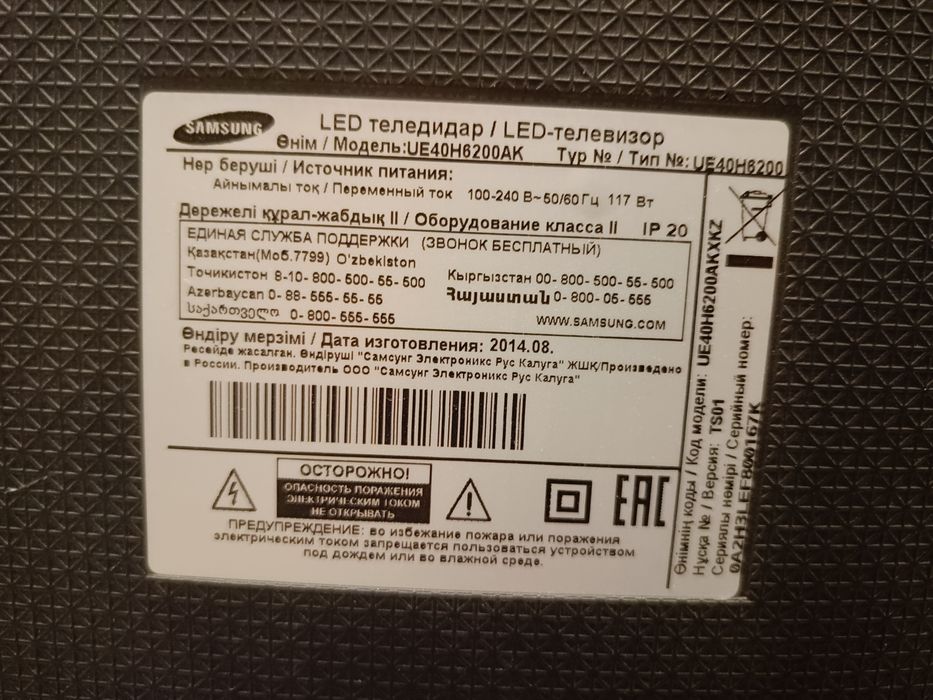 SAMSUNG
LED теледидар / LED-телевизор
Өнім / Модель:UE40H6200AK Түр № / Тип №: UE40H6200
Нәр беруші / Источник питания:
Айнымалы тоқ / Переменный ток 100-240 В~ 50/60 Гц 117 Вт
Дәрежелі құрал-жабдық II / Оборудование класса II IP 20
ЕДИНАЯ СЛУЖБА ПОДДЕРЖКИ (ЗВОНОК БЕСПЛАТНЫЙ)
Қазақстан(Моб.7799) O'zbekiston
Точикистон 8-10-800-500-55-500 Кыргызстан 00-800-500-55-500
Azerbaycan 0-88-555-55-55 Հայաստան 0-800-05-555
საქართველო 0-800-555-555 WWW.SAMSUNG.COM
Өндіру мерзімі / Дата изготовления: 2014.08.
Ресейде жасалған. Өндіруші "Самсунг Электроникс Рус Калуга" ЖШҚ/Произведено
в России. Производитель ООО "Самсунг Электроникс Рус Калуга"
ОСТОРОЖНО!
ОПАСНОСТЬ ПОРАЖЕНИЯ
ЭЛЕКТРИЧЕСКИМ ТОКОМ
НЕ ОТКРЫВАТЬ
EAC
ПРЕДУПРЕЖДЕНИЕ: во избежание пожара или поражения
электрическим током запрещается пользоваться устройством
под дождем или во влажной среде.
Өнімнің коды / Код модели: UE40H6200AKXKZ
Нұсқа № / Версия: TS01
Сериялы нөмірі / Серийный номер:
0A2H3LEF800167K